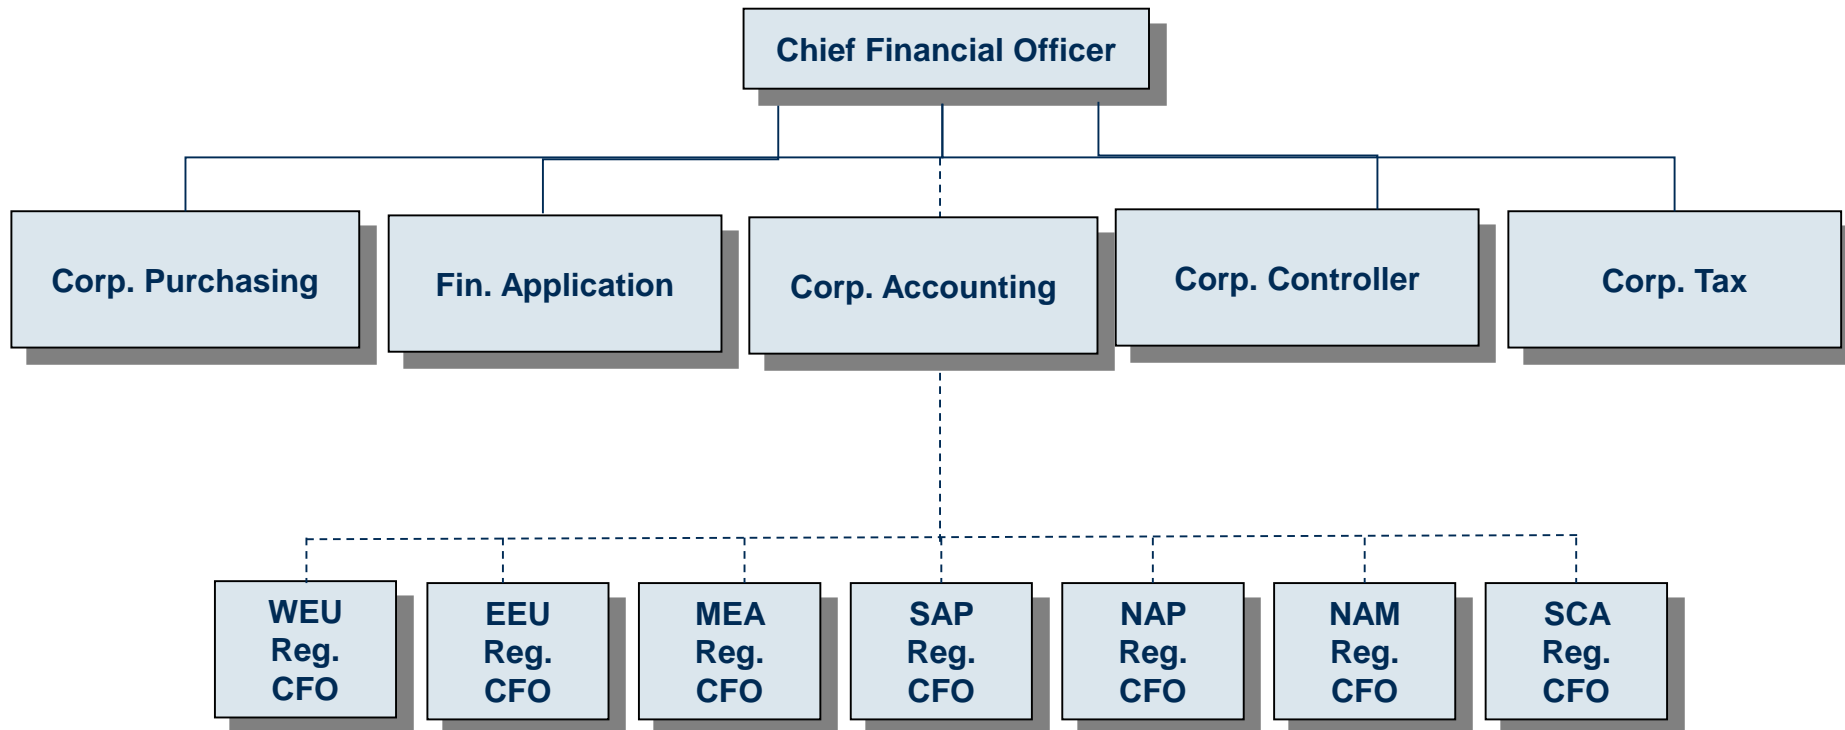 Chief Financial Officer
Corp. Purchasing
Fin. Application
Corp. Accounting
Corp. Controller
Corp. Tax
WEU
Reg.
CFO
EEU
Reg.
CFO
MEA
Reg.
CFO
SAP
Reg.
CFO
NAP
Reg.
CFO
NAM
Reg.
CFO
SCA
Reg.
CFO